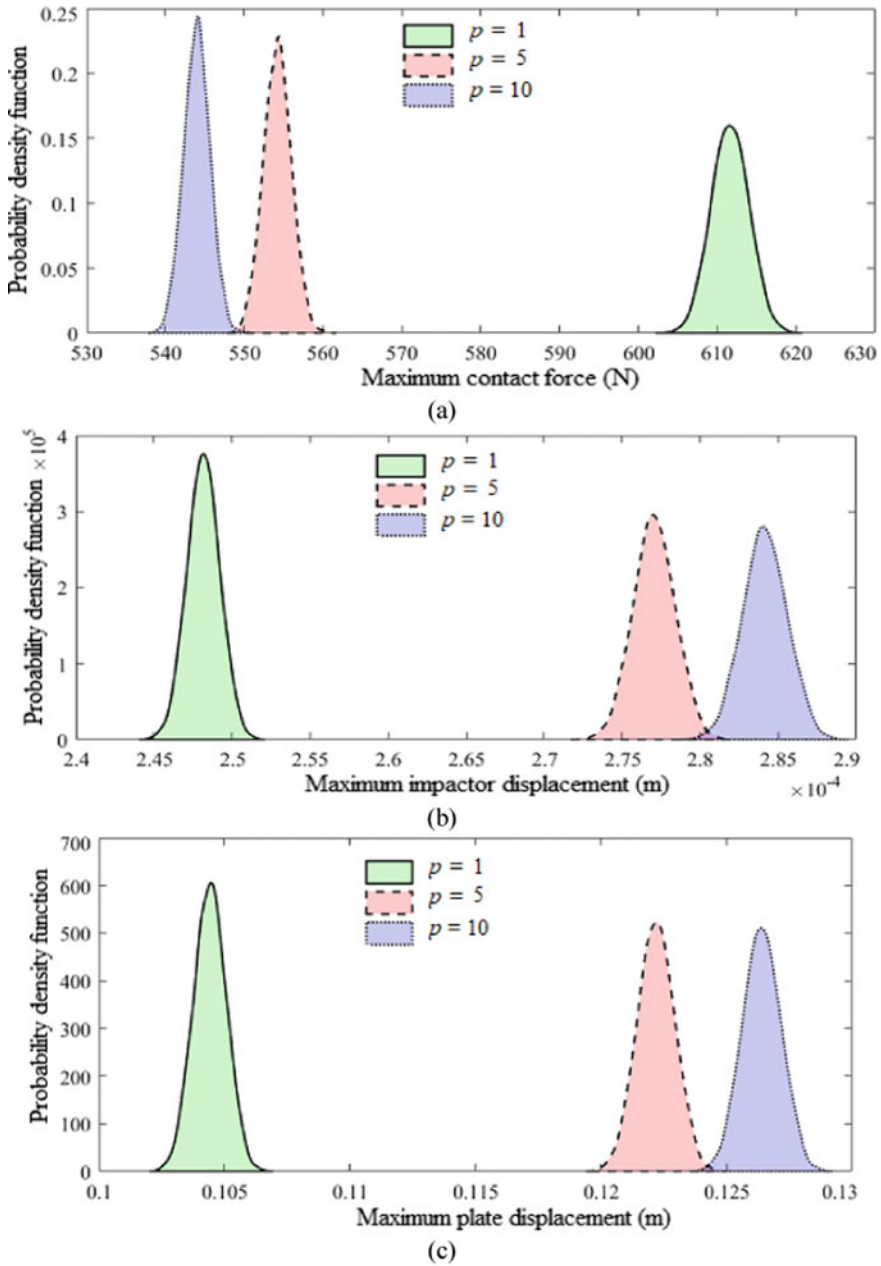 0.25
0.2
0.15
0.1
0.05
0
Probability density function
p = 1
p = 5
p = 10
530 540 550 560 570 580 590 600 610 620 630
Maximum contact force (N)
(a)
4
3
2
1
0
Probability density function ×10⁵
p = 1
p = 5
p = 10
2.4 2.45 2.5 2.55 2.6 2.65 2.7 2.75 2.8 2.85 2.9
Maximum impactor displacement (m)
×10⁻⁴
(b)
700
600
500
400
300
200
100
0
Probability density function
p = 1
p = 5
p = 10
0.1 0.105 0.11 0.115 0.12 0.125 0.13
Maximum plate displacement (m)
(c)